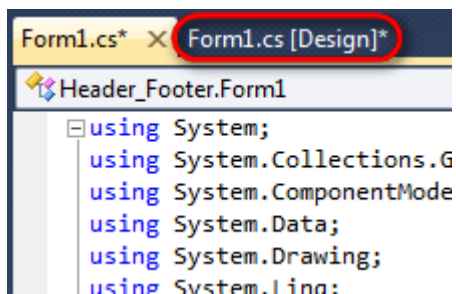 Form1.cs* Form1.cs [Design]*
Header_Footer.Form1
using System;
using System.Collections.G
using System.ComponentMode
using System.Data;
using System.Drawing;
using System.Linq;